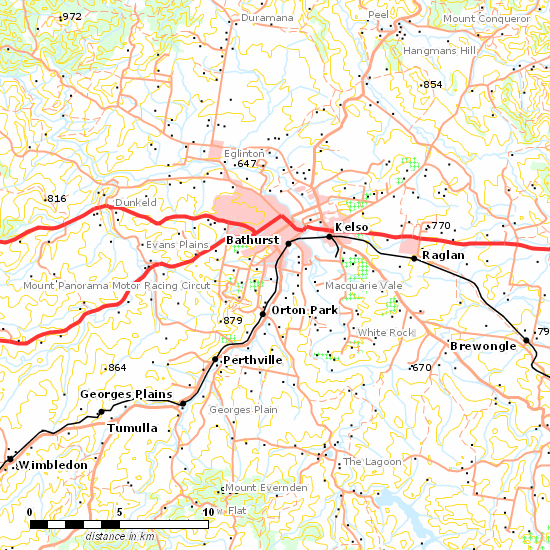 972
Duramana
Peel
Mount Conqueror
Hangmans Hill
854
Eglinton
647
816
Dunkeld
770
Kelso
Bathurst
Evans Plains
Raglan
Mount Panorama Motor Racing Circut
Macquarie Vale
Orton Park
879
White Rock
79
Brewongle
Perthville
864
670
Georges Plains
Georges Plain
Tumulla
Wimbledon
The Lagoon
Mount Evernden
Flat
0 5 10
distance in km